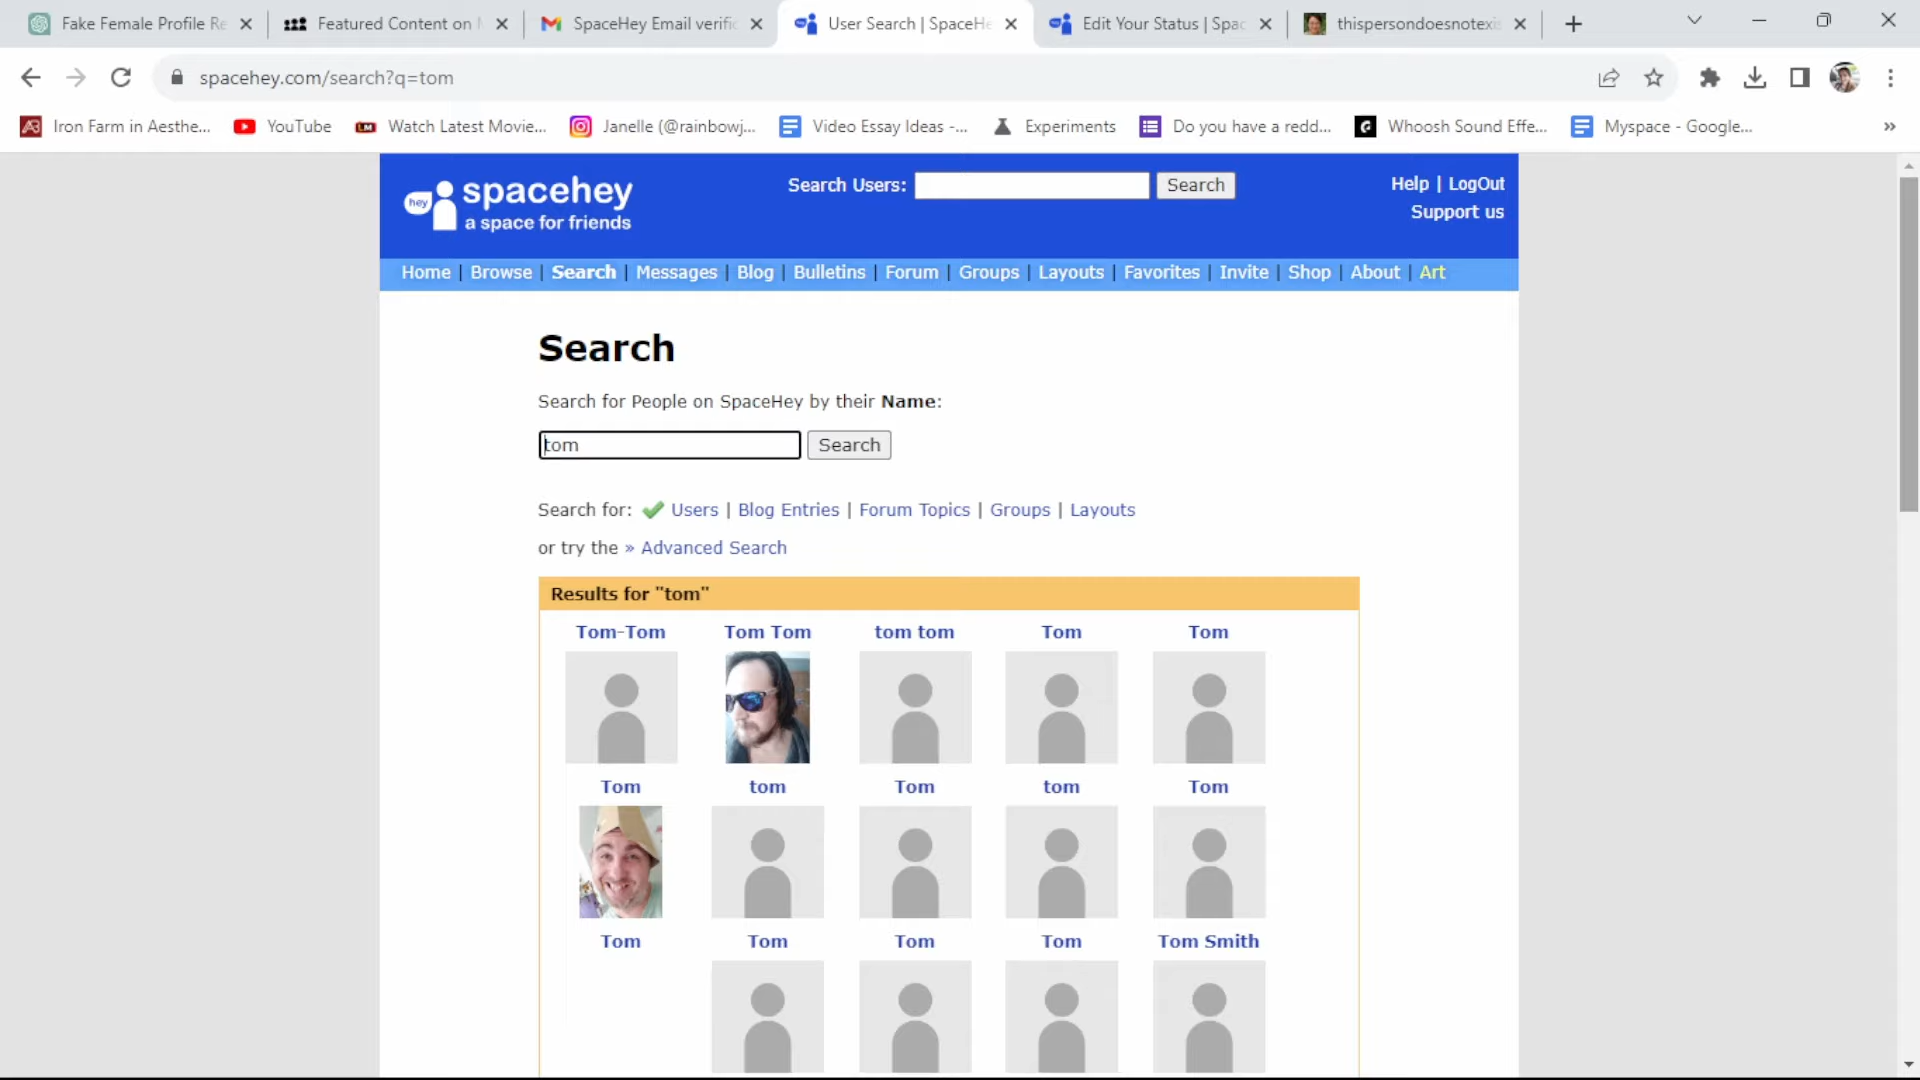 Fake Female Profile Re
Featured Content on M
SpaceHey Email verific
User Search | SpaceHe
Edit Your Status | Spac
thispersondoesnotexis
spacehey.com/search?q=tom
Iron Farm in Aesthe...
YouTube
Watch Latest Movie...
Janelle (@rainbowj...
Video Essay Ideas -...
Experiments
Do you have a redd...
Whoosh Sound Effe...
Myspace - Google...
»
hey
spacehey
a space for friends
Search Users:
Search
Help | LogOut
Support us
Home | Browse | Search | Messages | Blog | Bulletins | Forum | Groups | Layouts | Favorites | Invite | Shop | About | Art
Search
Search for People on SpaceHey by their Name:
tom
Search
Search for: Users | Blog Entries | Forum Topics | Groups | Layouts
or try the » Advanced Search
Results for "tom"
Tom-Tom Tom Tom tom tom Tom Tom
Tom tom Tom tom Tom
Tom Tom Tom Tom Tom Smith